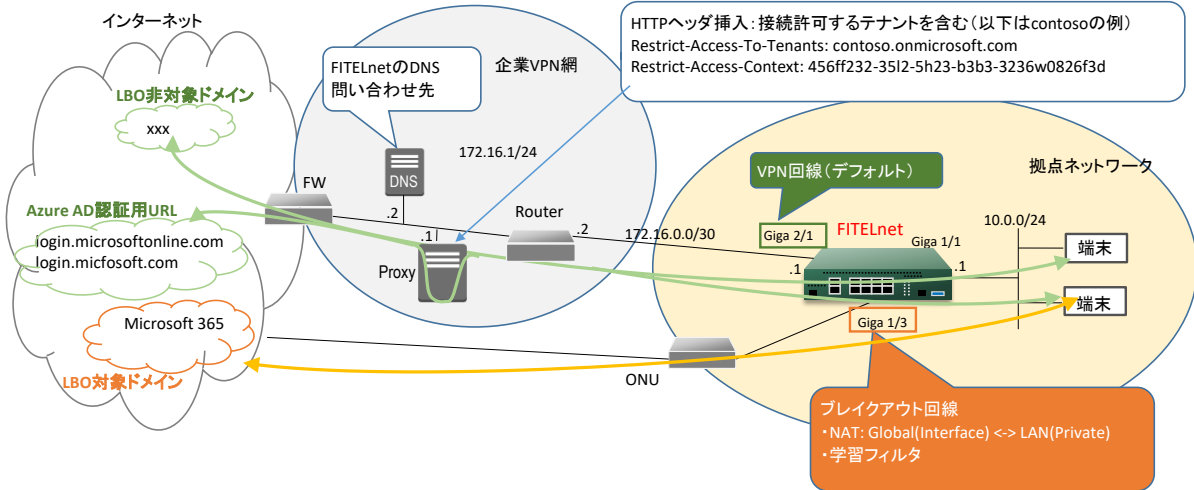 インターネット
LBO非対象ドメイン
xxx
Azure AD認証用URL
login.microsoftonline.com
login.micfosoft.com
Microsoft 365
LBO対象ドメイン
FW
企業VPN網
FITELnetのDNS
問い合わせ先
DNS
172.16.1/24
.2
.1
Proxy
Router
.2
HTTPヘッダ挿入:接続許可するテナントを含む(以下はcontosoの例)
Restrict-Access-To-Tenants: contoso.onmicrosoft.com
Restrict-Access-Context: 456ff232-35l2-5h23-b3b3-3236w0826f3d
拠点ネットワーク
VPN回線(デフォルト)
172.16.0.0/30
Giga 2/1
FITELnet
Giga 1/1
.1
.1
10.0.0/24
端末
端末
Giga 1/3
ONU
ブレイクアウト回線
・NAT: Global(Interface) <-> LAN(Private)
・学習フィルタ